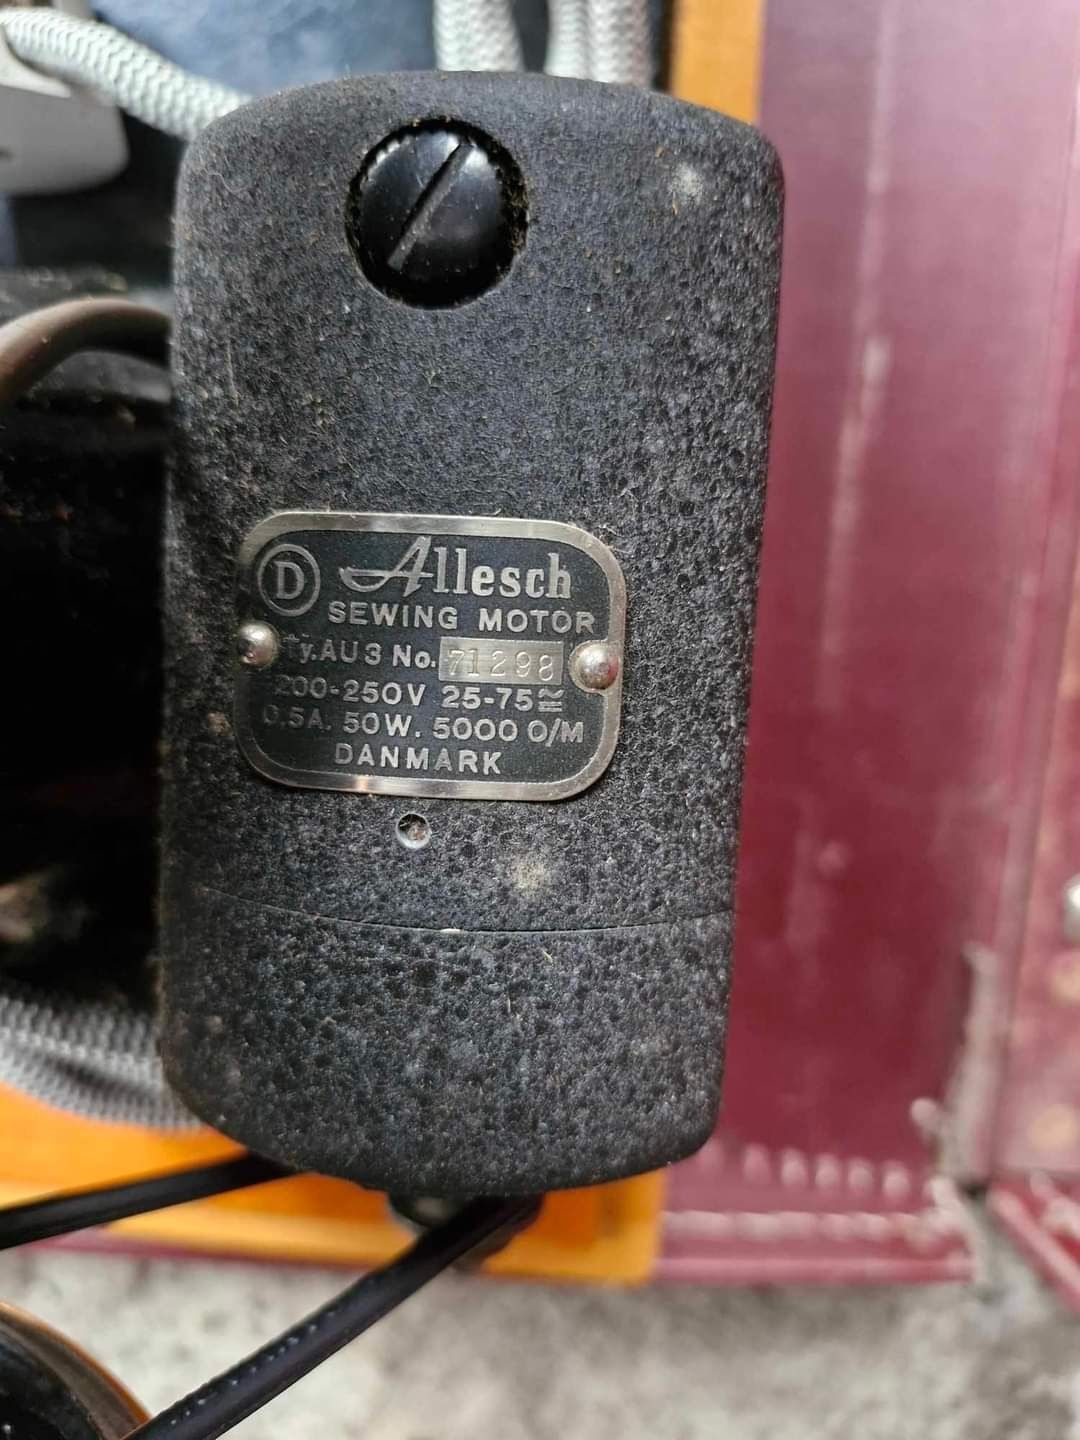 D Allesch
SEWING MOTOR
Ty. AU 3 No. 71298
200-250V 25-75≅
0.5A. 50W. 5000 O/M
DANMARK